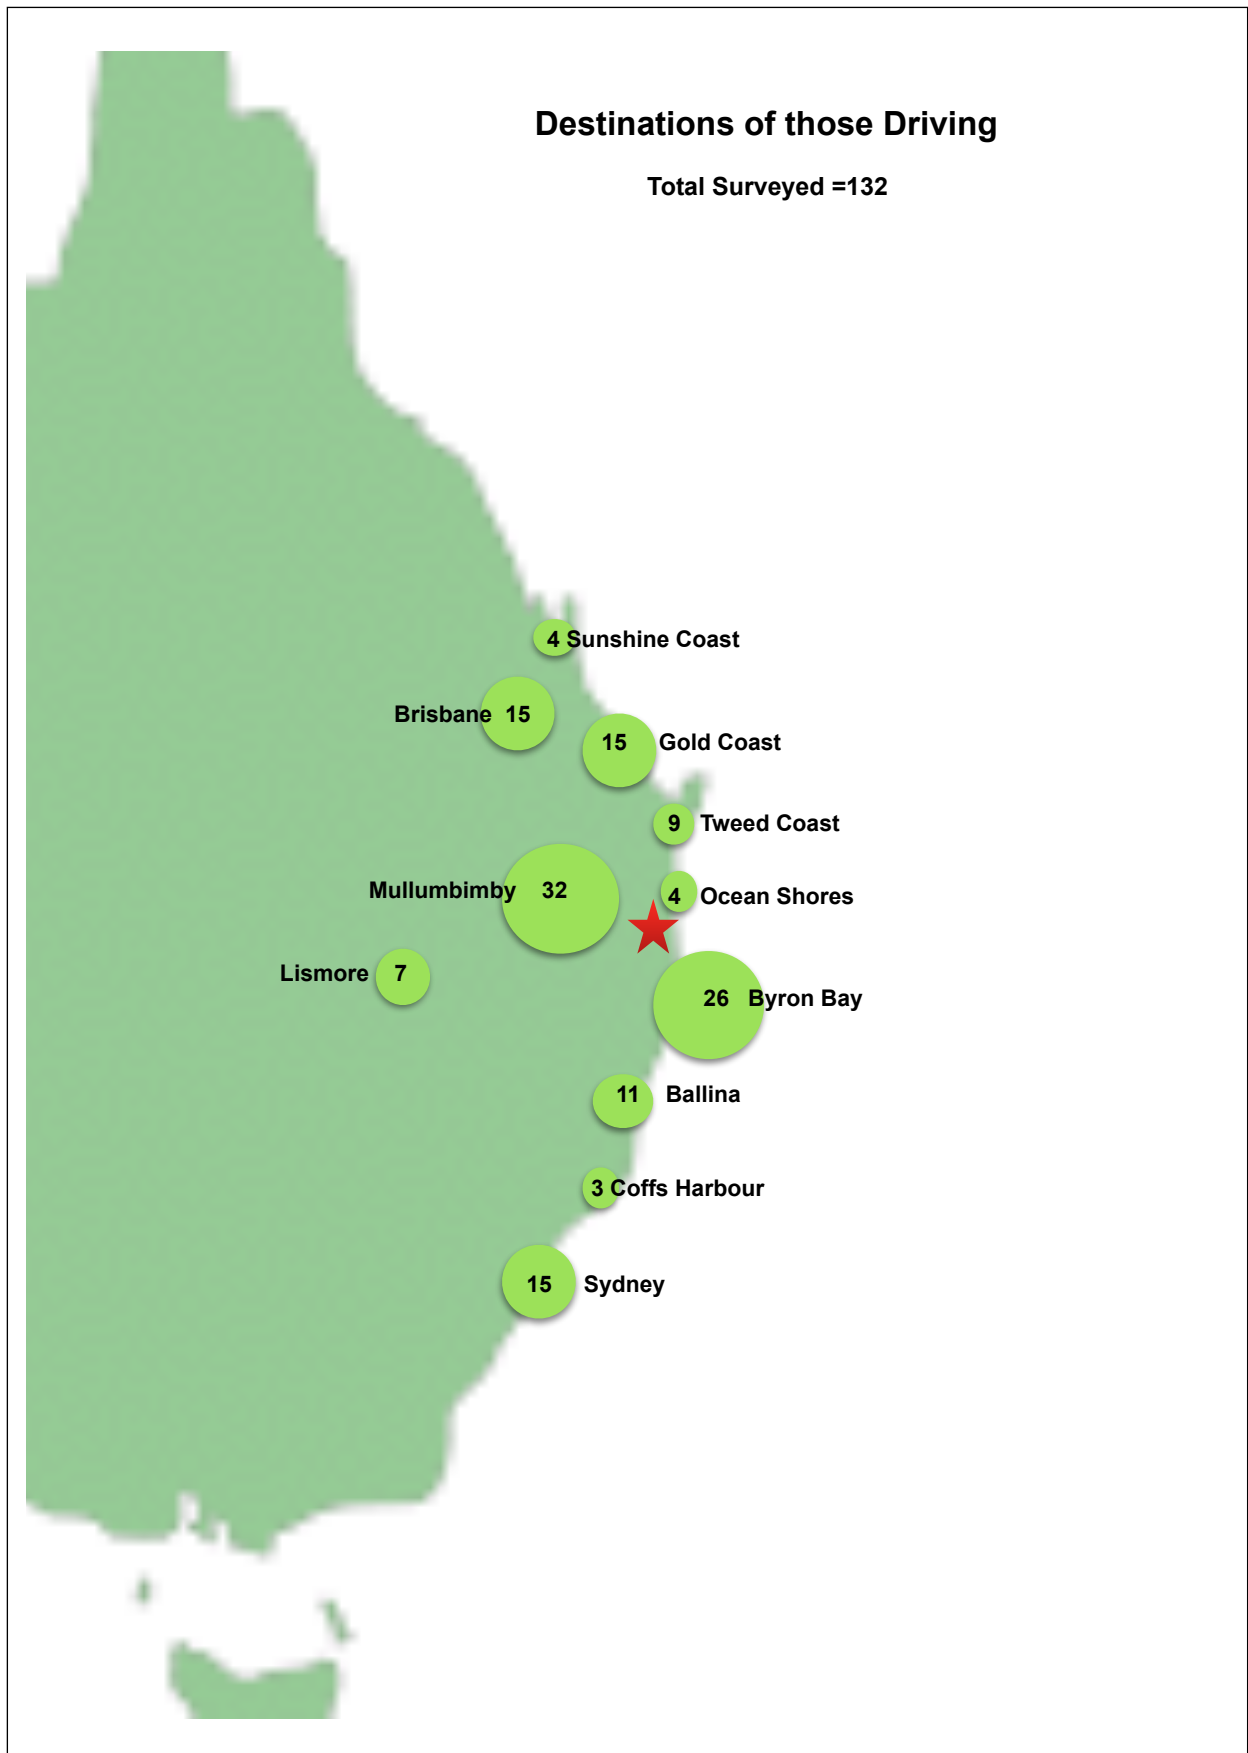 Destinations of those Driving
Total Surveyed =132
4 Sunshine Coast
Brisbane 15
15 Gold Coast
9 Tweed Coast
Mullumbimby 32
4 Ocean Shores
Lismore 7
26 Byron Bay
11 Ballina
3 Coffs Harbour
15 Sydney